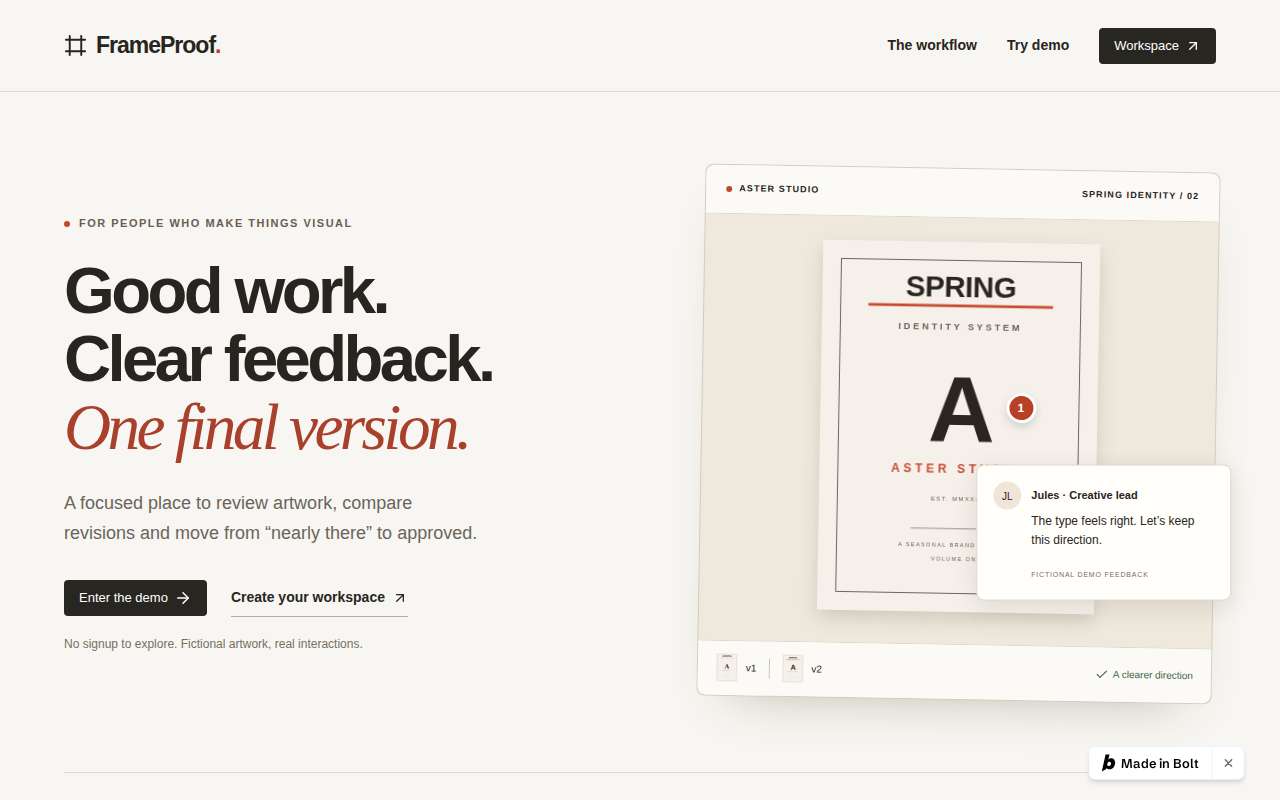 FrameProof.
The workflow
Try demo
Workspace
FOR PEOPLE WHO MAKE THINGS VISUAL
Good work.
Clear feedback.
One final version.
A focused place to review artwork, compare
revisions and move from “nearly there” to approved.
Enter the demo
Create your workspace
No signup to explore. Fictional artwork, real interactions.
ASTER STUDIO
SPRING IDENTITY / 02
SPRING
IDENTITY SYSTEM
A
1
ASTER
EST.
A SEASONAL BRAND
VOLUME
JL
Jules · Creative lead
The type feels right. Let’s keep
this direction.
FICTIONAL DEMO FEEDBACK
A
v1
A
v2
A clearer direction
Made in Bolt